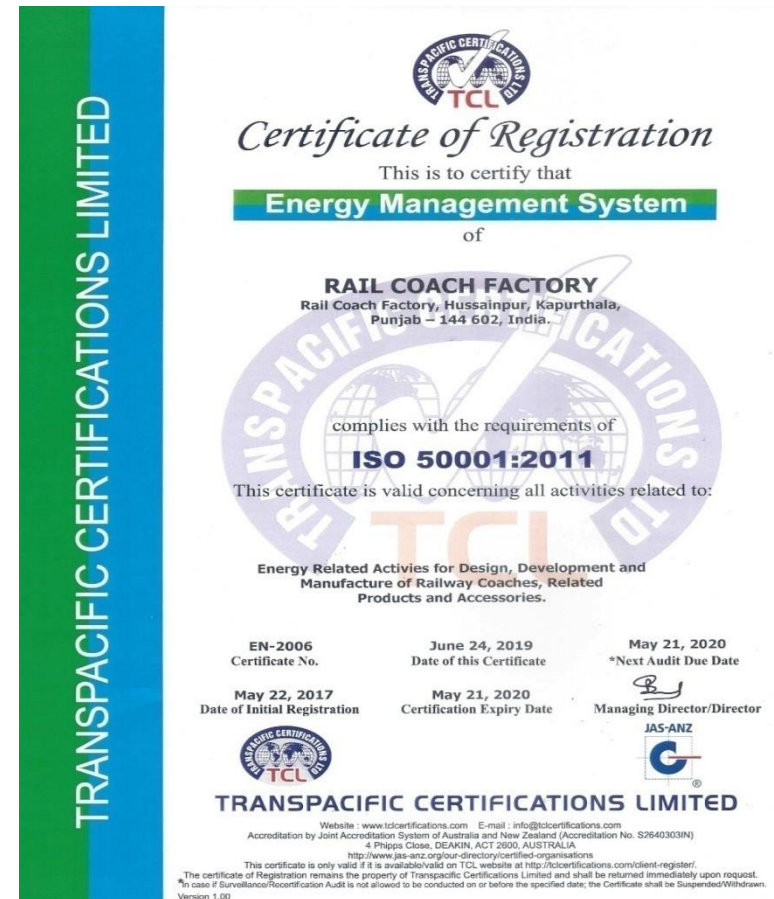 TRANSPACIFIC CERTIFICATIONS LIMITED
TRANSPACIFIC CERTIFICATIONS LTD
TCL
Certificate of Registration
This is to certify that
Energy Management System
of
RAIL COACH FACTORY
Rail Coach Factory, Hussainpur, Kapurthala,
Punjab – 144 602, India.
TRANSPACIFIC CERTIFICATIONS LTD
TCL
complies with the requirements of
ISO 50001:2011
This certificate is valid concerning all activities related to:
Energy Related Activies for Design, Development and
Manufacture of Railway Coaches, Related
Products and Accessories.
EN-2006 June 24, 2019 May 21, 2020
Certificate No. Date of this Certificate *Next Audit Due Date
May 22, 2017 May 21, 2020
Date of Initial Registration Certification Expiry Date Managing Director/Director
TRANSPACIFIC CERTIFICATIONS LTD
TCL
JAS-ANZ
®
TRANSPACIFIC CERTIFICATIONS LIMITED
Website : www.tclcertifications.com E-mail : info@tclcertifications.com
Accreditation by Joint Accreditation System of Australia and New Zealand (Accreditation No. S2640303IN)
4 Phipps Close, DEAKIN, ACT 2600, AUSTRALIA
http://www.jas-anz.org/our-directory/certified-organisations
This certificate is only valid if it is available/valid on TCL website at http://tclcertifications.com/client-register/.
The certificate of Registration remains the property of Transpacific Certifications Limited and shall be returned immediately upon request.
*In case if Surveillance/Recertification Audit is not allowed to be conducted on or before the specified date; the Certificate shall be Suspended/Withdrawn.
Version 1.00